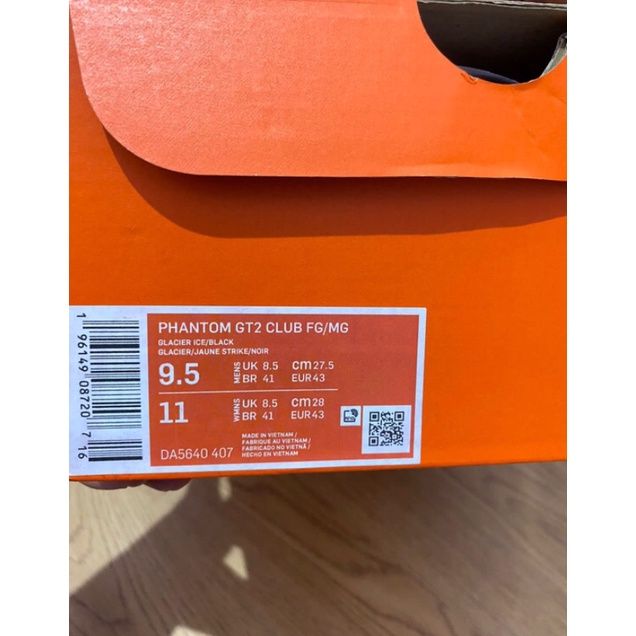 PHANTOM GT2 CLUB FG/MG
GLACIER ICE/BLACK
GLACIER/JAUNE STRIKE/NOIR
9.5 MENS UK 8.5 cm 27.5
BR 41 EUR 43
11 WMNS UK 8.5 cm 28
BR 41 EUR 43
MADE IN VIETNAM /
FABRIQUE AU VIETNAM /
FABRICADO NO VIETNÃ /
HECHO EN VIETNAM
DA5640 407
1 96149 08720 7 16